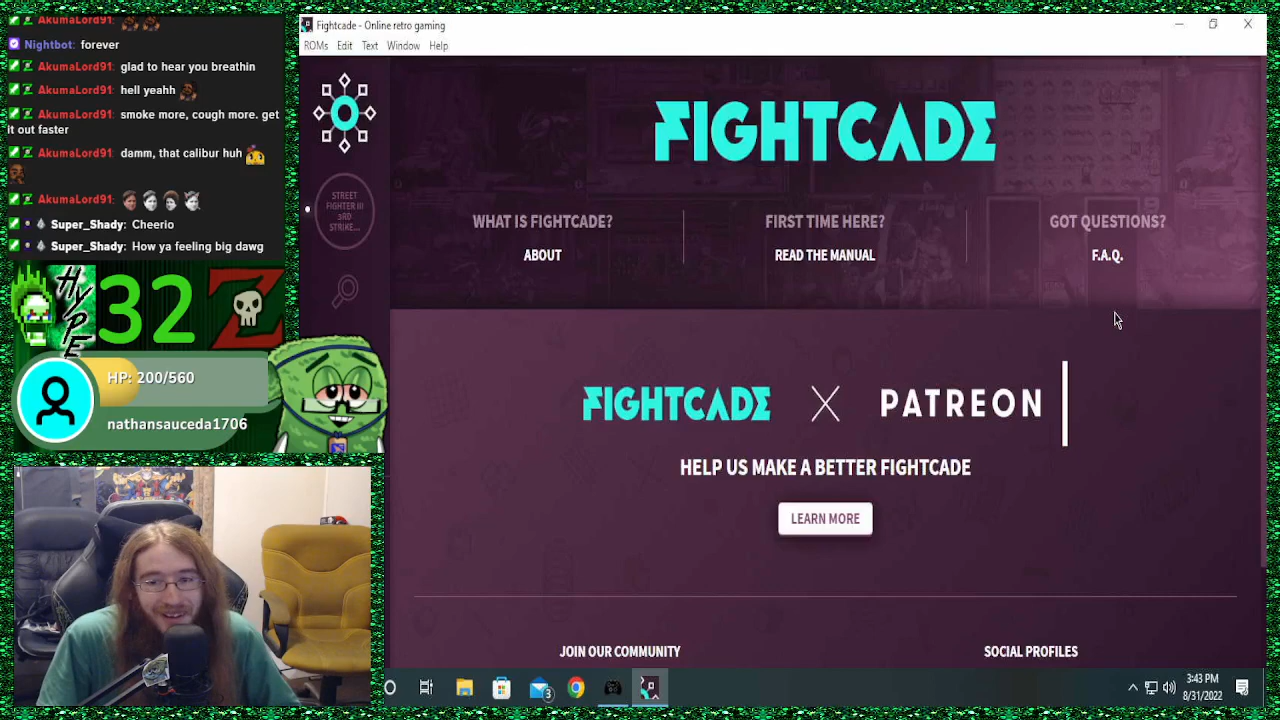 AkumaLord91:
Nightbot: forever
AkumaLord91: glad to hear you breathin
AkumaLord91: hell yeahh
AkumaLord91: smoke more, cough more. get
it out faster
AkumaLord91: damm, that calibur huh
AkumaLord91:
Super_Shady: Cheerio
Super_Shady: How ya feeling big dawg
HYPE 32 Z
HP: 200/560
nathansauceda1706
Fightcade - Online retro gaming
ROMs Edit Text Window Help
FIGHTCADE
STREET
FIGHTER III
3RD
STRIKE...
WHAT IS FIGHTCADE?
ABOUT
FIRST TIME HERE?
READ THE MANUAL
GOT QUESTIONS?
F.A.Q.
FIGHTCADE X PATREON
HELP US MAKE A BETTER FIGHTCADE
LEARN MORE
JOIN OUR COMMUNITY
SOCIAL PROFILES
3
3:43 PM
8/31/2022